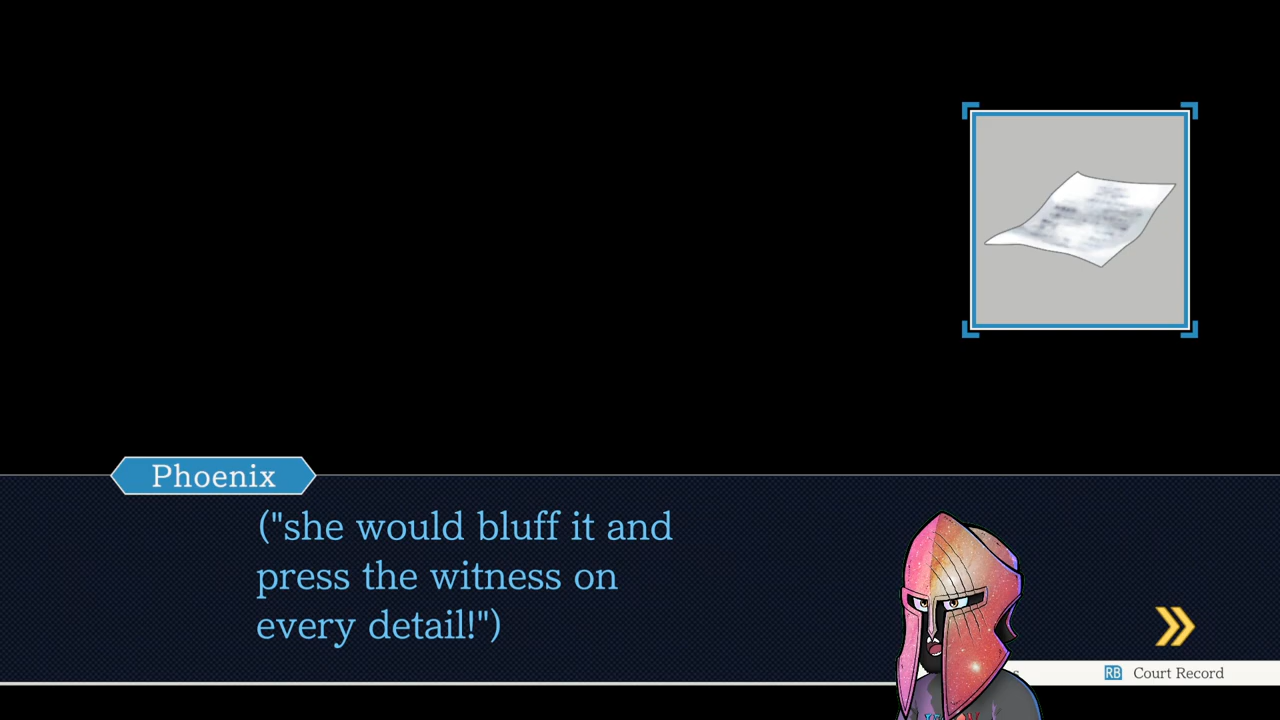 Phoenix
("she would bluff it and
press the witness on
every detail!")
RB Court Record